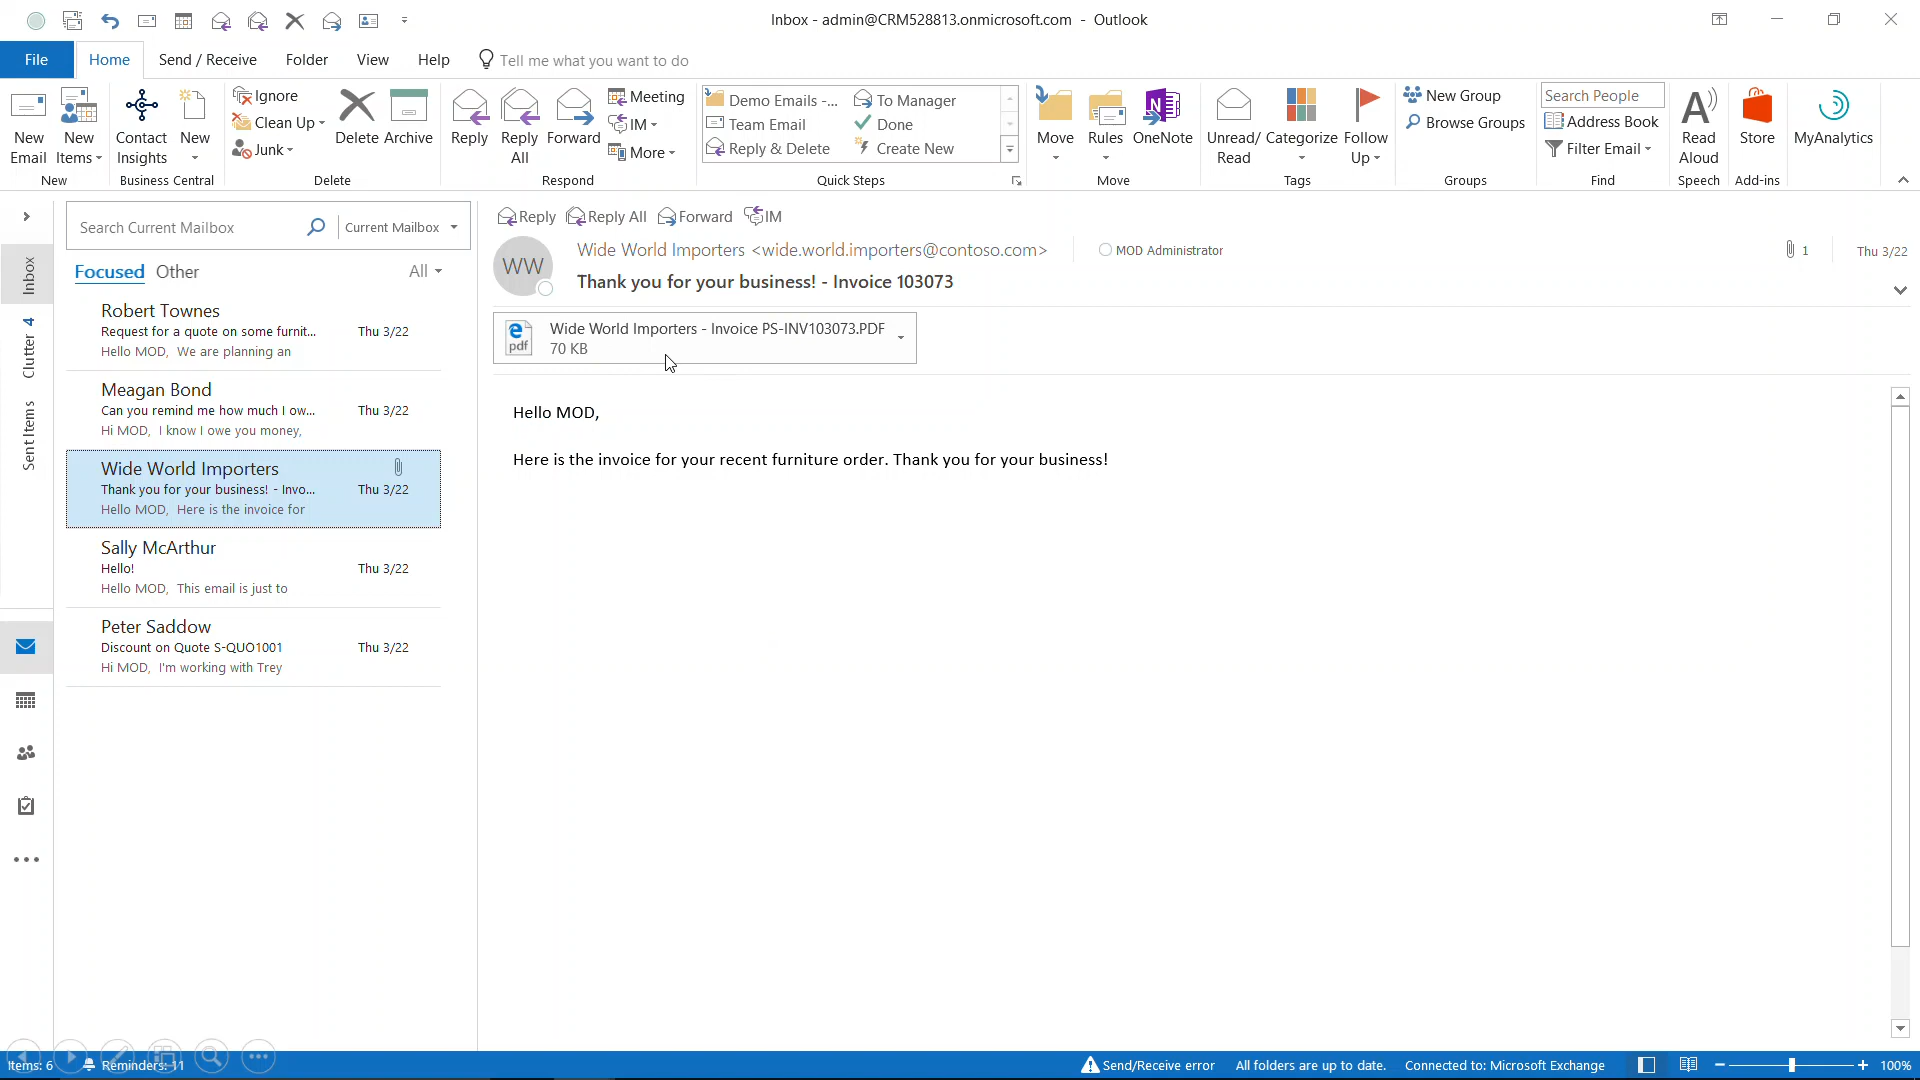 Inbox - admin@CRM528813.onmicrosoft.com - Outlook
File Home Send / Receive Folder View Help Tell me what you want to do
New Email
New Items
New
Contact Insights
New
Business Central
Ignore
Clean Up
Junk
Delete
Archive
Delete
Reply
Reply All
Forward
Meeting
IM
More
Respond
Demo Emails -...
Team Email
Reply & Delete
To Manager
Done
Create New
Quick Steps
Move
Rules
OneNote
Move
Unread/ Read
Categorize
Follow Up
Tags
New Group
Browse Groups
Groups
Search People
Address Book
Filter Email
Find
Read Aloud
Speech
Store
Add-ins
MyAnalytics
Inbox
Clutter 4
Sent Items
Search Current Mailbox
Current Mailbox
Focused Other All
Robert Townes
Request for a quote on some furnit... Thu 3/22
Hello MOD, We are planning an
Meagan Bond
Can you remind me how much I ow... Thu 3/22
Hi MOD, I know I owe you money,
Wide World Importers
Thank you for your business! - Invo... Thu 3/22
Hello MOD, Here is the invoice for
Sally McArthur
Hello! Thu 3/22
Hello MOD, This email is just to
Peter Saddow
Discount on Quote S-QUO1001 Thu 3/22
Hi MOD, I'm working with Trey
Reply Reply All Forward IM
WW
Wide World Importers <wide.world.importers@contoso.com> MOD Administrator 1 Thu 3/22
Thank you for your business! - Invoice 103073
pdf
Wide World Importers - Invoice PS-INV103073.PDF
70 KB
Hello MOD,
Here is the invoice for your recent furniture order. Thank you for your business!
Items: 6 Reminders: 11 Send/Receive error All folders are up to date. Connected to: Microsoft Exchange 100%